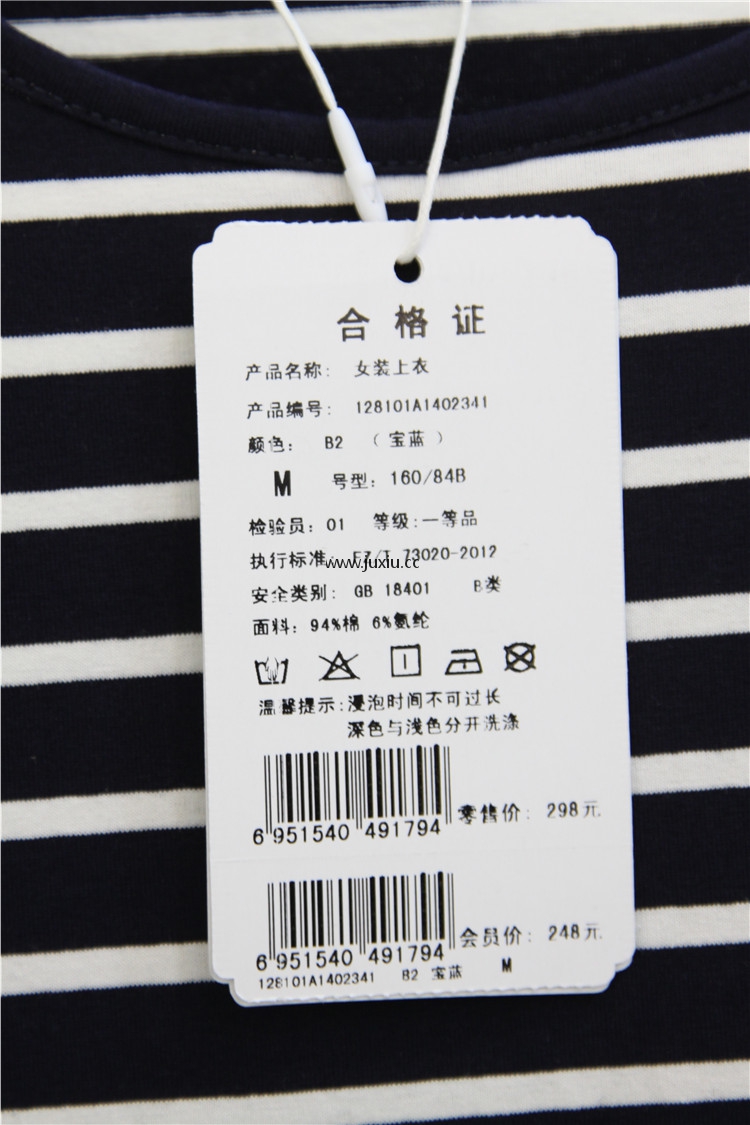 合格证
产品名称: 女装上衣
产品编号: 128101A1402341
颜色: B2 (宝蓝)
M 号型: 160/84B
检验员: 01 等级:一等品
执行标准: FZ/T 73020-2012
www.juxiu.cc
安全类别: GB 18401 B类
面料: 94%棉 6%氨纶
温馨提示:浸泡时间不可过长
深色与浅色分开洗涤
6 951540 491794 零售价: 298元
6 951540 491794 会员价: 248元
128101A1402341 B2 宝蓝 M